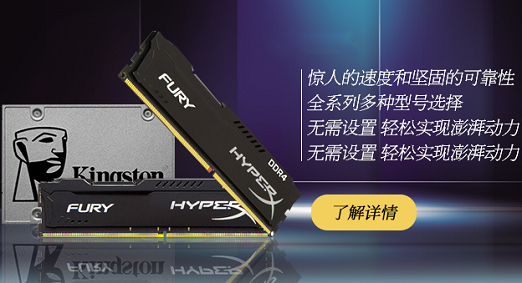 惊人的速度和坚固的可靠性
全系列多种型号选择
无需设置 轻松实现澎湃动力
无需设置 轻松实现澎湃动力
了解详情
FURY
HYPERX
DDR4
Kingston
FURY
HYPERX